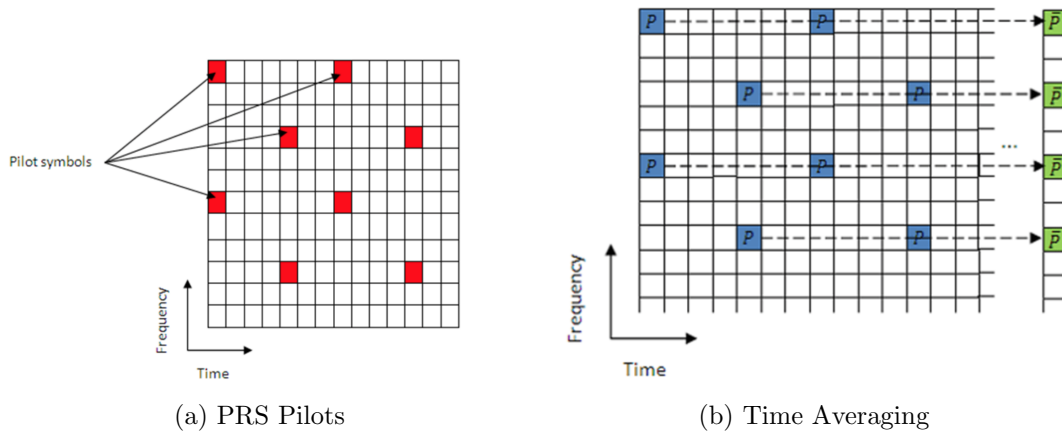 Pilot symbols
Frequency
Time
(a) PRS Pilots
P P P̅
P P P̅
...
P P P̅
P P P̅
Frequency
Time
(b) Time Averaging